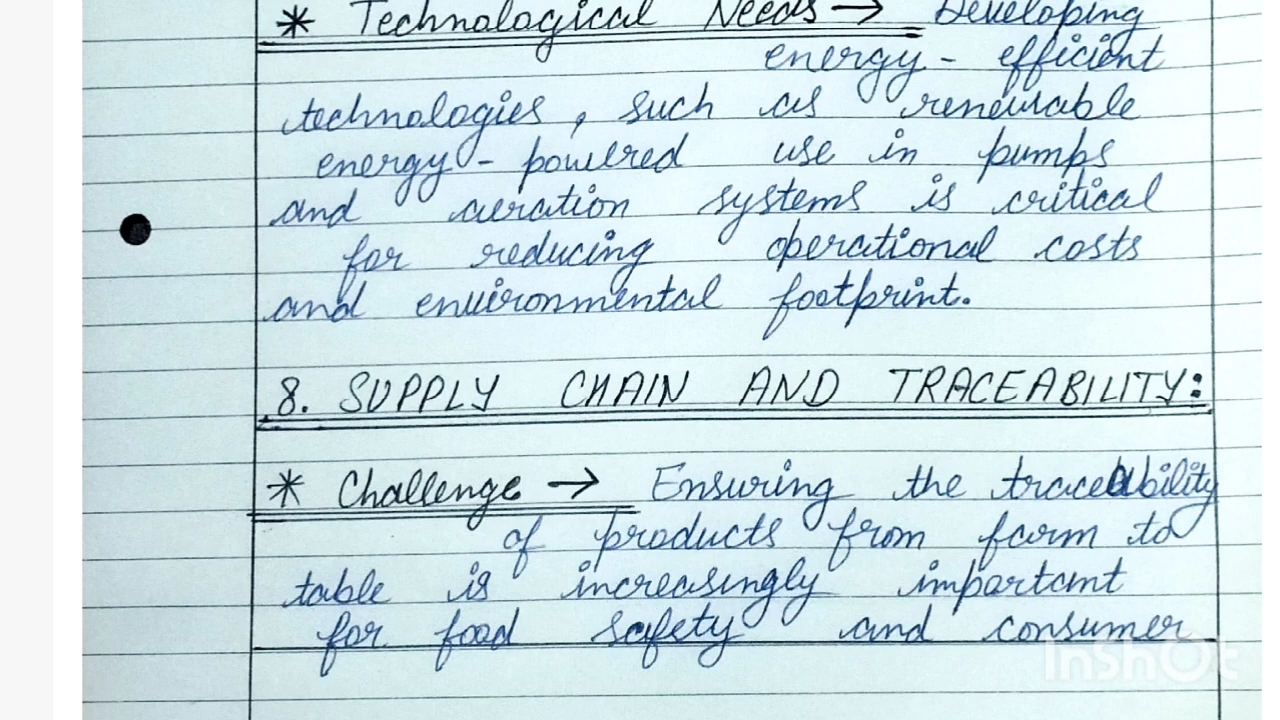 * Technological Needs → Developing
energy - efficient
technologies, such as renewable
energy - powered use in pumps
and aeration systems is critical
for reducing operational costs
and environmental footprint.
8. SUPPLY CHAIN AND TRACEABILITY:
* Challenge → Ensuring the traceability
of products from farm to
table is increasingly important
for food safety and consumer
InShOt